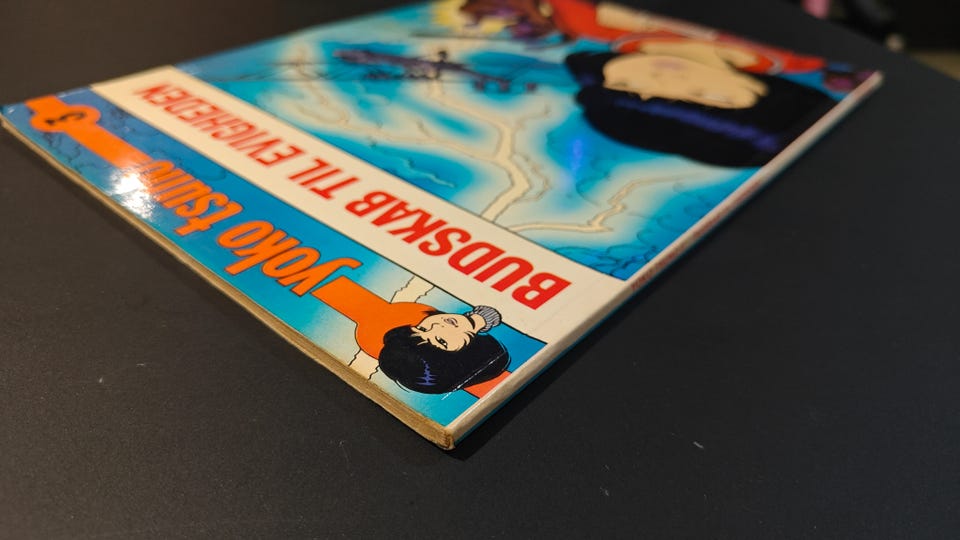 yoko tsuno
3
BUDSKAB TIL EVIGHEDEN